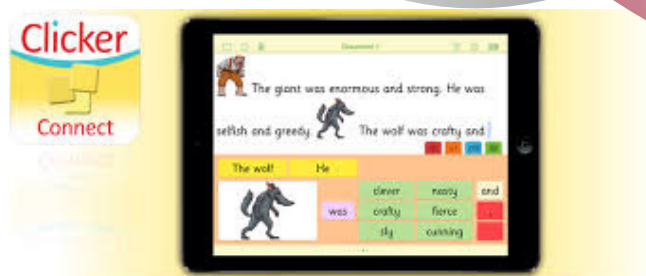 Clicker
Connect
Document 1
The giant was enormous and strong. He was
selfish and greedy. The wolf was crafty and
The wolf He
clever nasty and
was crafty fierce .
sly cunning